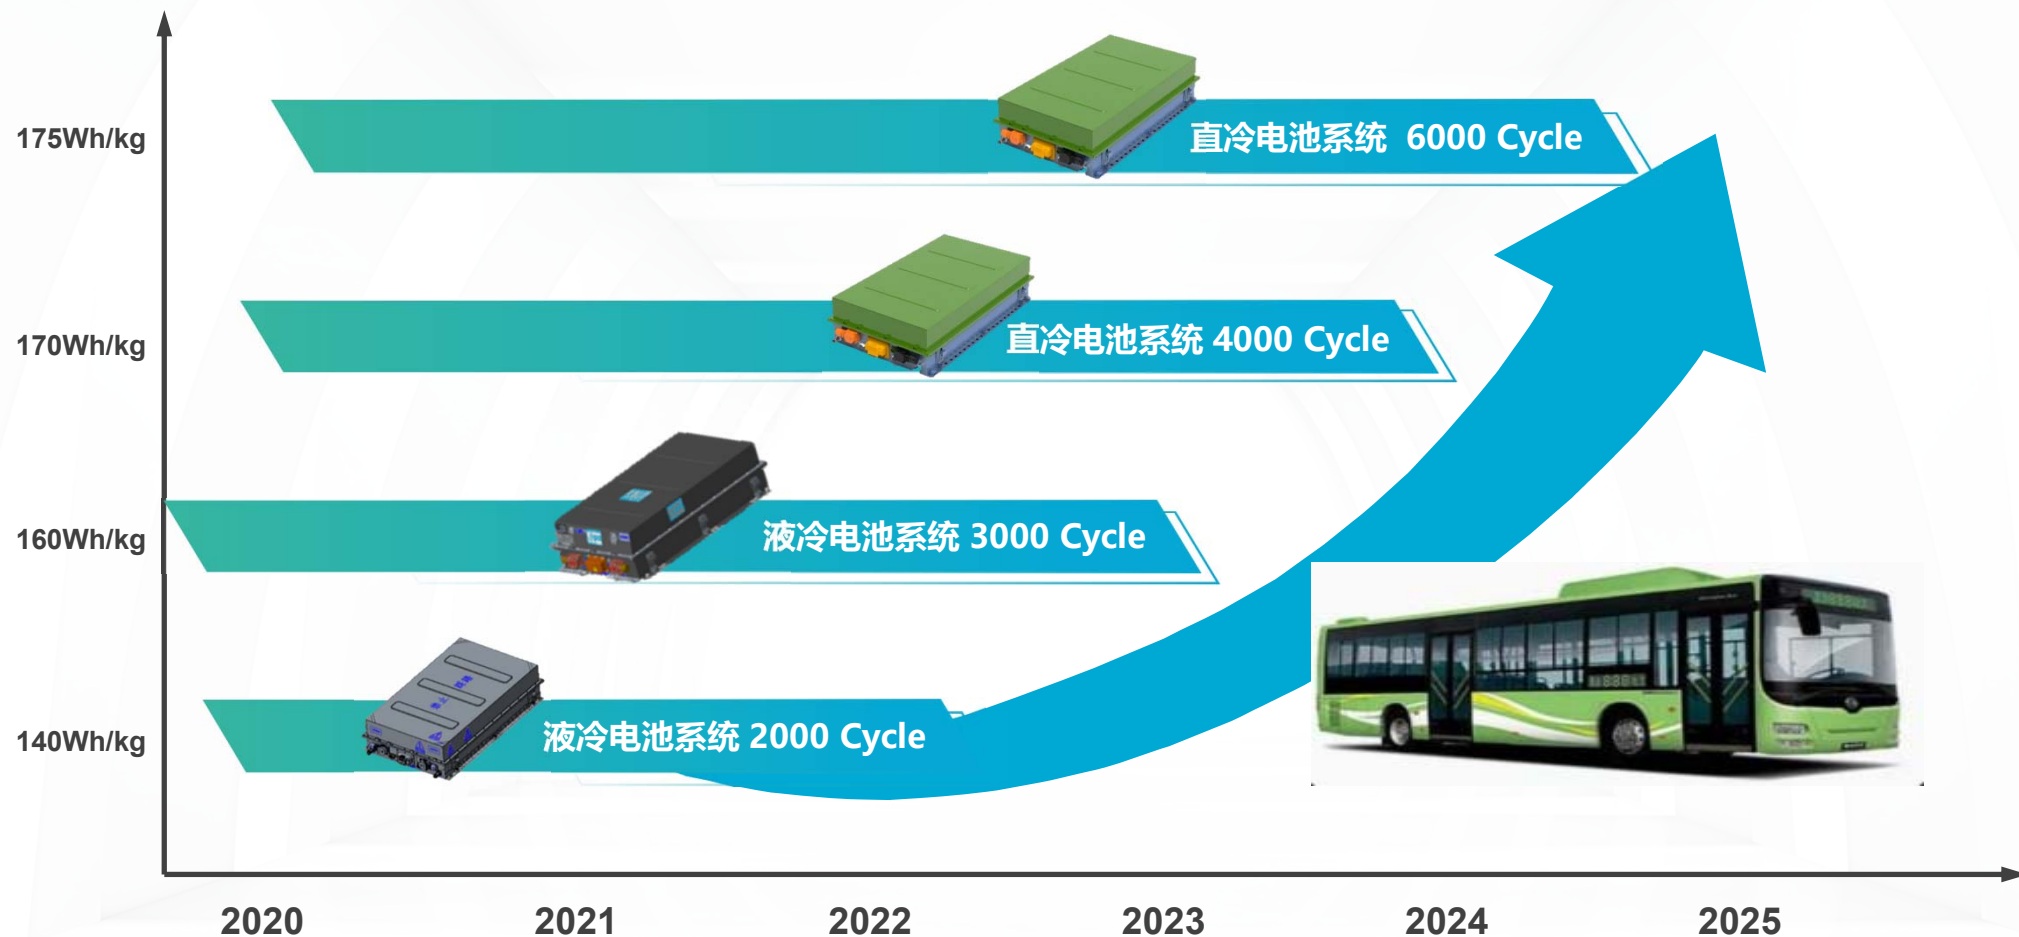 175Wh/kg
直冷电池系统 6000 Cycle
170Wh/kg
直冷电池系统 4000 Cycle
160Wh/kg
液冷电池系统 3000 Cycle
140Wh/kg
液冷电池系统 2000 Cycle
2020 2021 2022 2023 2024 2025